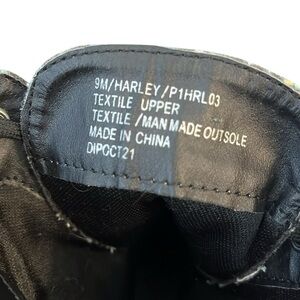 9M/HARLEY/P1HRL03
TEXTILE UPPER
TEXTILE/MAN MADE OUTSOLE
MADE IN CHINA
DIPOCT21